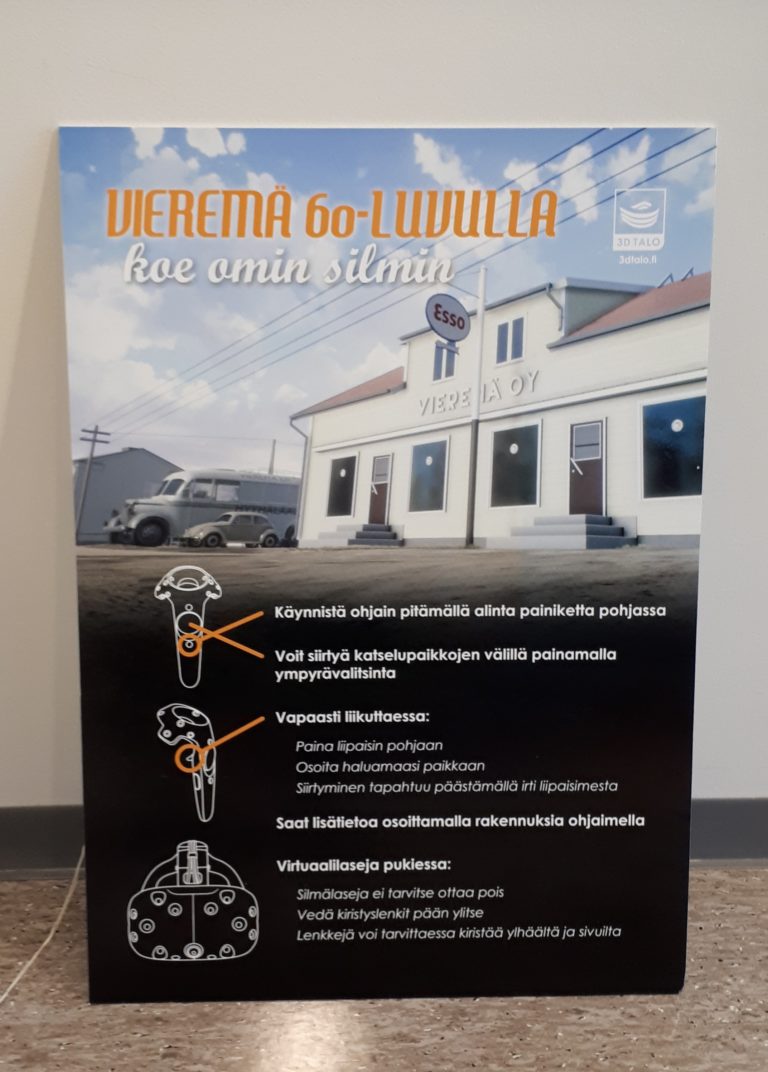 VIEREMÄ 60-LUVULLA
koe omin silmin
3D TALO
3dtalo.fi
Esso
VIEREMÄ OY
Käynnistä ohjain pitämällä alinta painiketta pohjassa
Voit siirtyä katselupaikkojen välillä painamalla
ympyrävalitsinta
Vapaasti liikuttaessa:
Paina liipaisin pohjaan
Osoita haluamaasi paikkaan
Siirtyminen tapahtuu päästämällä irti liipaisimesta
Saat lisätietoa osoittamalla rakennuksia ohjaimella
Virtuaalilaseja pukiessa:
Silmälaseja ei tarvitse ottaa pois
Vedä kiristyslenkit pään ylitse
Lenkkejä voi tarvittaessa kiristää ylhäältä ja sivuilta